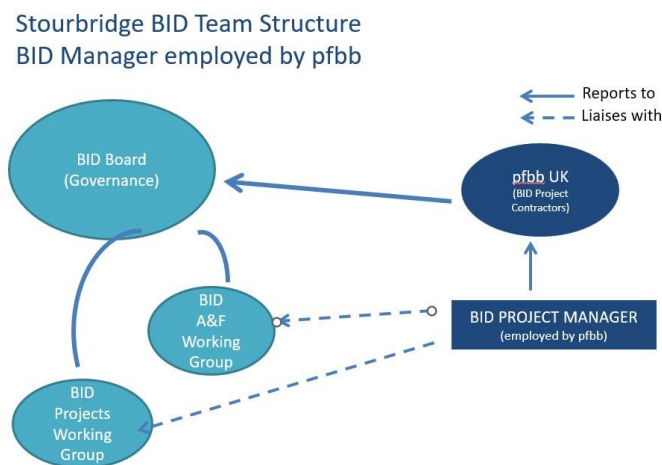 Stourbridge BID Team Structure
BID Manager employed by pfbb
Reports to
Liaises with
BID Board
(Governance)
pfbb UK
(BID Project
Contractors)
BID
A&F
Working
Group
BID PROJECT MANAGER
(employed by pfbb)
BID
Projects
Working
Group